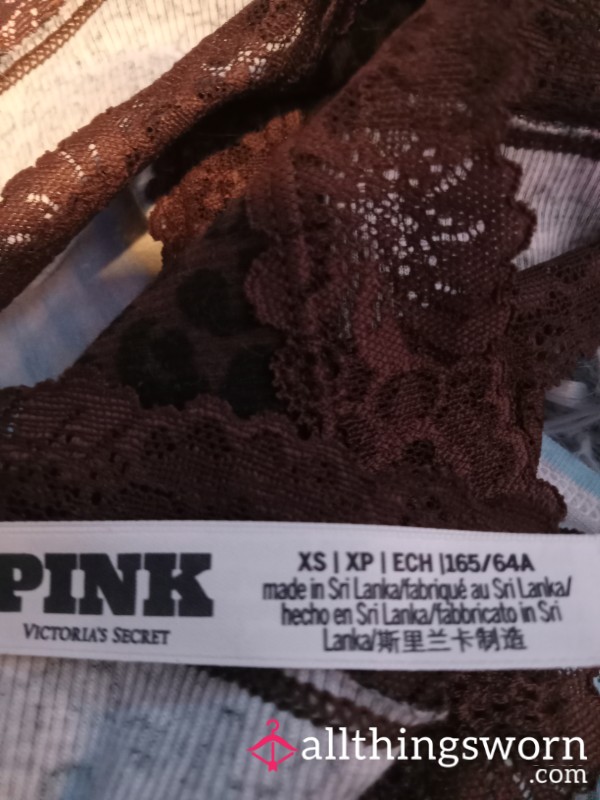 PINK
VICTORIA'S SECRET
XS | XP | ECH |165/64A
made in Sri Lanka/fabriqué au Sri Lanka/
hecho en Sri Lanka/fabbricato in Sri
Lanka/斯里兰卡制造
allthingsworn
.com